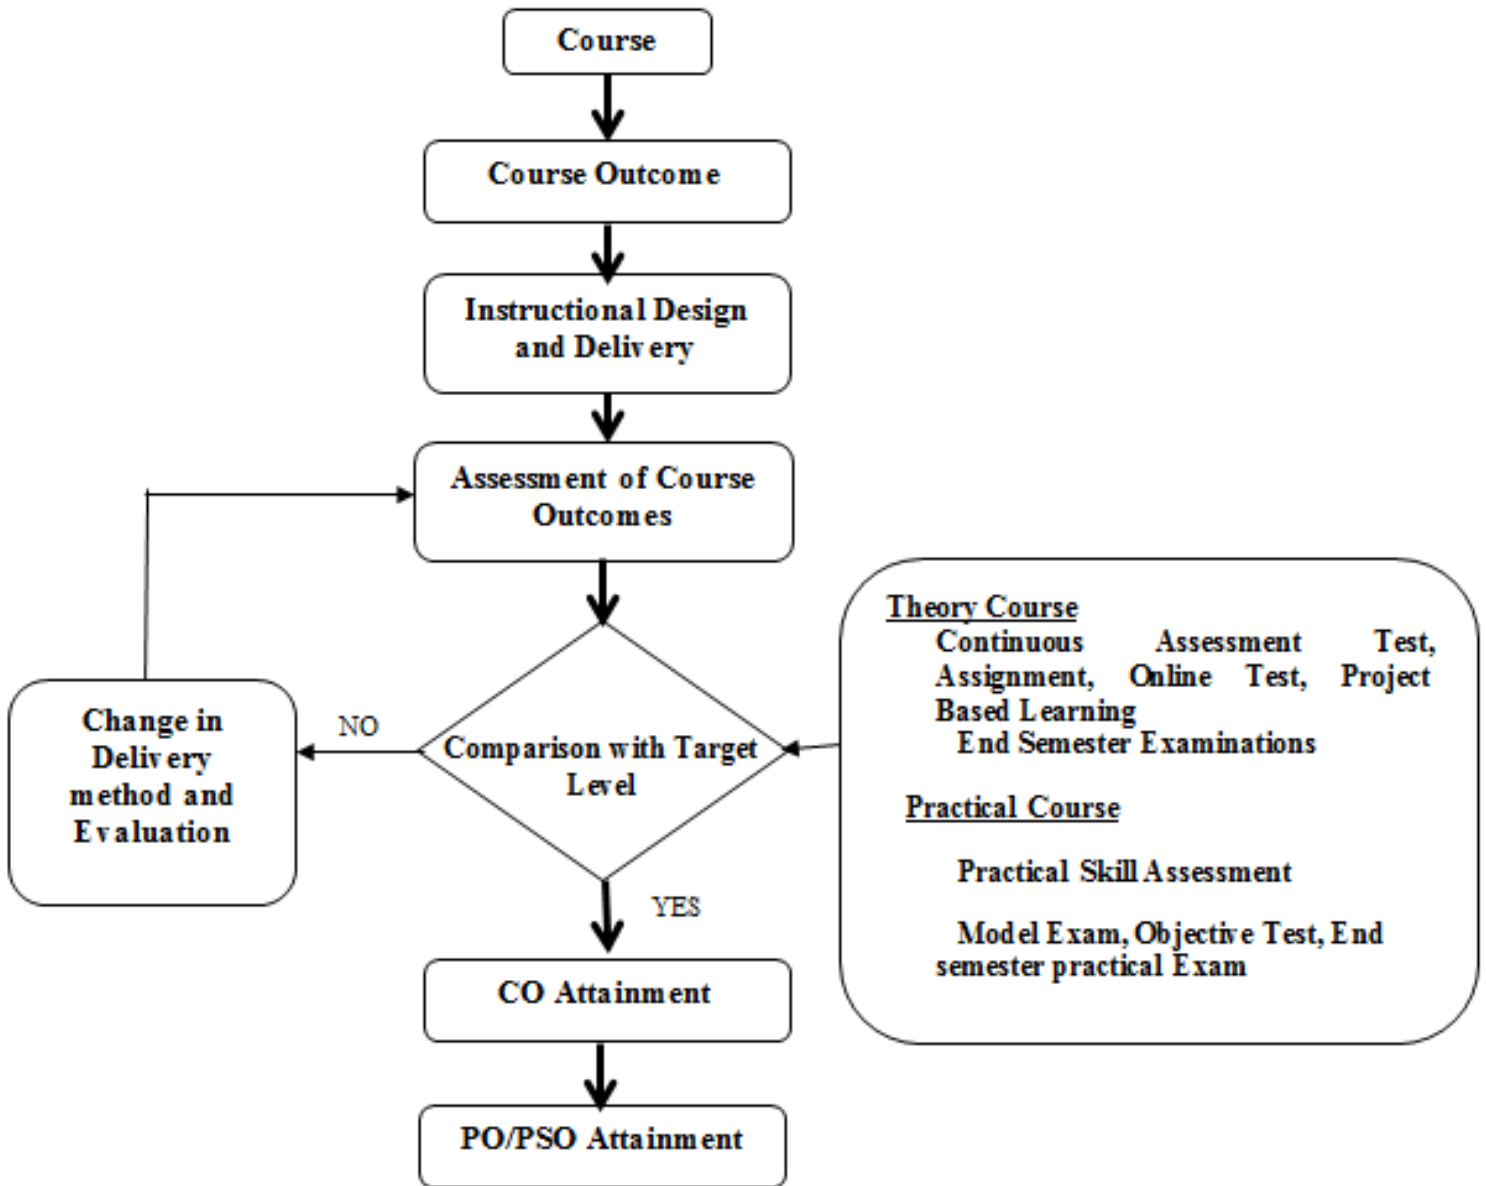 Course
Course Outcome
Instructional Design
and Delivery
Assessment of Course
Outcomes
Theory Course
Continuous Assessment Test,
Assignment, Online Test, Project
Based Learning
End Semester Examinations
Practical Course
Practical Skill Assessment
Model Exam, Objective Test, End
semester practical Exam
Change in
Delivery
method and
Evaluation
NO
Comparison with Target
Level
YES
CO Attainment
PO/PSO Attainment